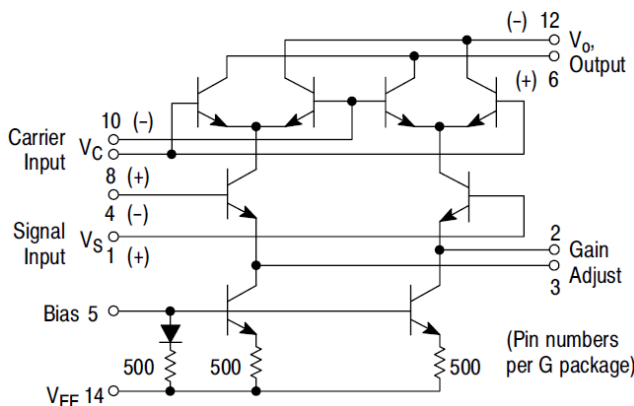 (−) 12
Vo,
Output
(+) 6
10 (−)
Carrier
Input
VC
8 (+)
4 (−)
Signal
Input
VS
1 (+)
2
Gain
Adjust
3
Bias 5
500
500
500
(Pin numbers
per G package)
VEE 14